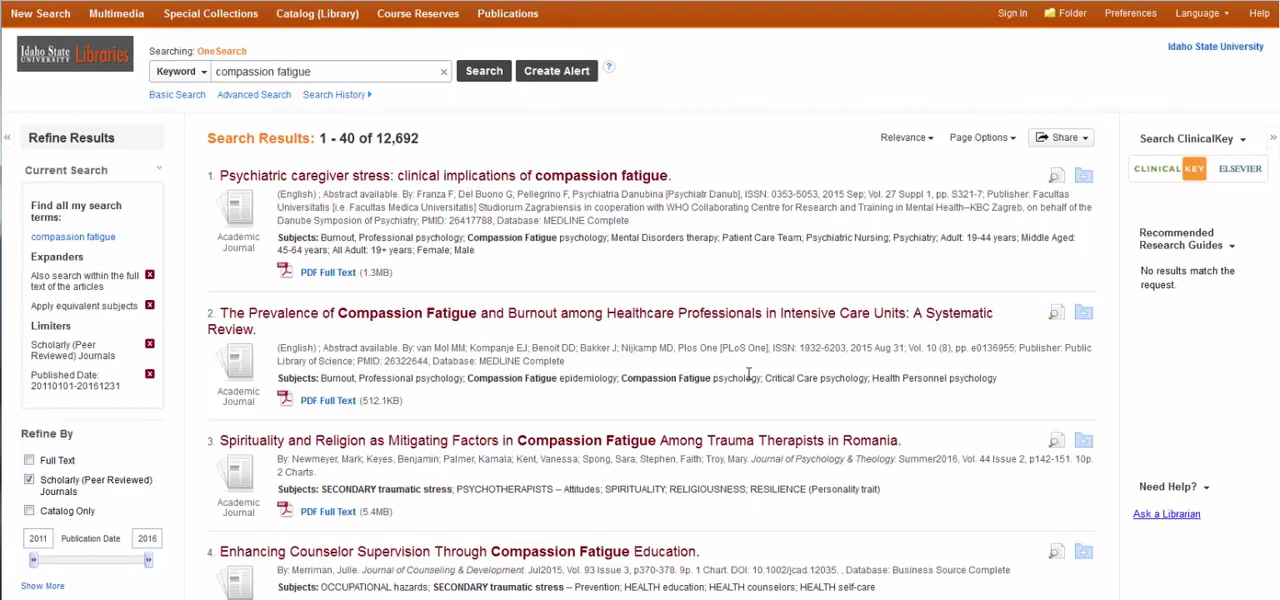 New Search Multimedia Special Collections Catalog (Library) Course Reserves Publications Sign In Folder Preferences Language Help
Idaho State UNIVERSITY Libraries
Searching: OneSearch
Idaho State University
Keyword compassion fatigue × Search Create Alert ?
Basic Search Advanced Search Search History
« Refine Results
Current Search
Find all my search
terms:
compassion fatigue
Expanders
Also search within the full
text of the articles
Apply equivalent subjects
Limiters
Scholarly (Peer
Reviewed) Journals
Published Date:
20110101-20161231
Refine By
Full Text
Scholarly (Peer Reviewed)
Journals
Catalog Only
2011 Publication Date 2016
Show More
Search Results: 1 - 40 of 12,692
Relevance Page Options Share
1. Psychiatric caregiver stress: clinical implications of compassion fatigue.
(English) ; Abstract available. By: Franza F, Del Buono G, Pellegrino F, Psychiatria Danubina [Psychiatr Danub], ISSN: 0353-5053, 2015 Sep; Vol. 27 Suppl 1, pp. S321-7; Publisher: Facultas
Universitatis [i.e. Facultas Medica Universitatis] Studiorum Zagrabiensis in cooperation with WHO Collaborating Centre for Research and Training in Mental Health--KBC Zagreb, on behalf of the
Danube Symposion of Psychiatry; PMID: 26417788, Database: MEDLINE Complete
Academic
Journal
Subjects: Burnout, Professional psychology; Compassion Fatigue psychology; Mental Disorders therapy; Patient Care Team; Psychiatric Nursing; Psychiatry; Adult: 19-44 years; Middle Aged:
45-64 years; All Adult: 19+ years; Female; Male
PDF Full Text (1.3MB)
2. The Prevalence of Compassion Fatigue and Burnout among Healthcare Professionals in Intensive Care Units: A Systematic
Review.
(English) ; Abstract available. By: van Mol MM; Kompanje EJ; Benoit DD; Bakker J; Nijkamp MD, Plos One [PLoS One], ISSN: 1932-6203, 2015 Aug 31; Vol. 10 (8), pp. e0136955; Publisher: Public
Library of Science; PMID: 26322644, Database: MEDLINE Complete
Academic
Journal
Subjects: Burnout, Professional psychology; Compassion Fatigue epidemiology; Compassion Fatigue psychology; Critical Care psychology; Health Personnel psychology
PDF Full Text (512.1KB)
3. Spirituality and Religion as Mitigating Factors in Compassion Fatigue Among Trauma Therapists in Romania.
By: Newmeyer, Mark; Keyes, Benjamin; Palmer, Kamala; Kent, Vanessa; Spong, Sara; Stephen, Faith; Troy, Mary. Journal of Psychology & Theology. Summer2016, Vol. 44 Issue 2, p142-151. 10p.
2 Charts.
Academic
Journal
Subjects: SECONDARY traumatic stress; PSYCHOTHERAPISTS -- Attitudes; SPIRITUALITY; RELIGIOUSNESS; RESILIENCE (Personality trait)
PDF Full Text (5.4MB)
4. Enhancing Counselor Supervision Through Compassion Fatigue Education.
By: Merriman, Julie. Journal of Counseling & Development. Jul2015, Vol. 93 Issue 3, p370-378. 9p. 1 Chart. DOI: 10.1002/jcad.12035. , Database: Business Source Complete
Subjects: OCCUPATIONAL hazards; SECONDARY traumatic stress -- Prevention; HEALTH education; HEALTH counselors; HEALTH self-care
Search ClinicalKey »
CLINICAL KEY ELSEVIER
Recommended
Research Guides
No results match the
request.
Need Help?
Ask a Librarian